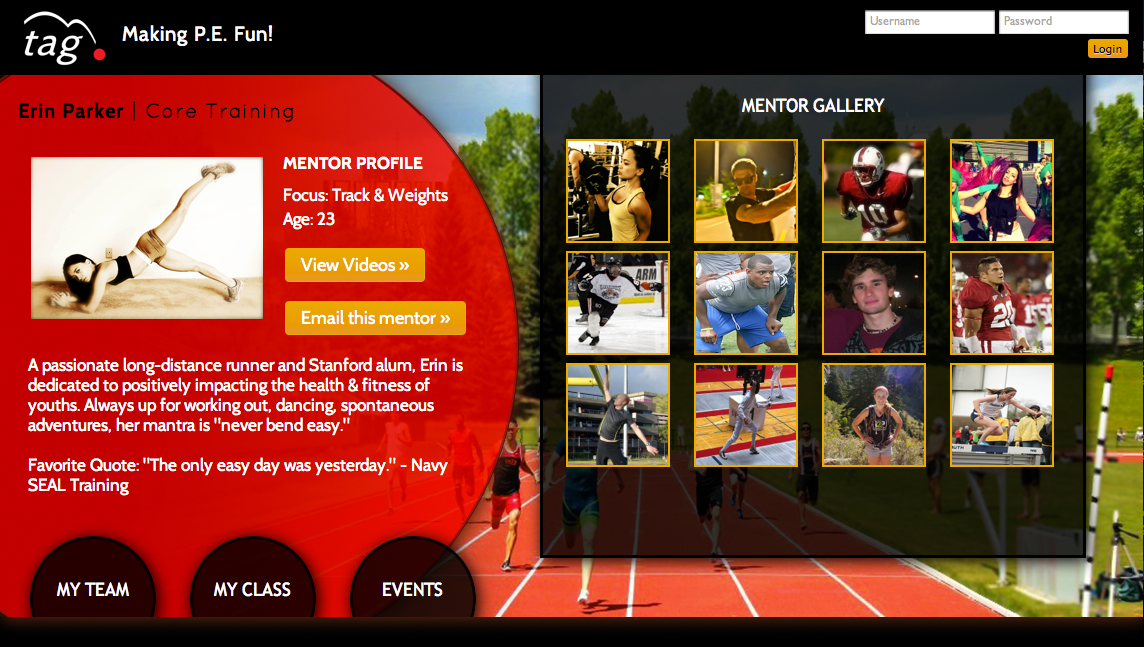 tag
Making P.E. Fun!
Username
Password
Login
Erin Parker | Core Training
MENTOR PROFILE
Focus: Track & Weights
Age: 23
View Videos »
Email this mentor »
A passionate long-distance runner and Stanford alum, Erin is
dedicated to positively impacting the health & fitness of
youths. Always up for working out, dancing, spontaneous
adventures, her mantra is "never bend easy."
Favorite Quote: "The only easy day was yesterday." - Navy
SEAL Training
MY TEAM
MY CLASS
EVENTS
MENTOR GALLERY
10
ARM